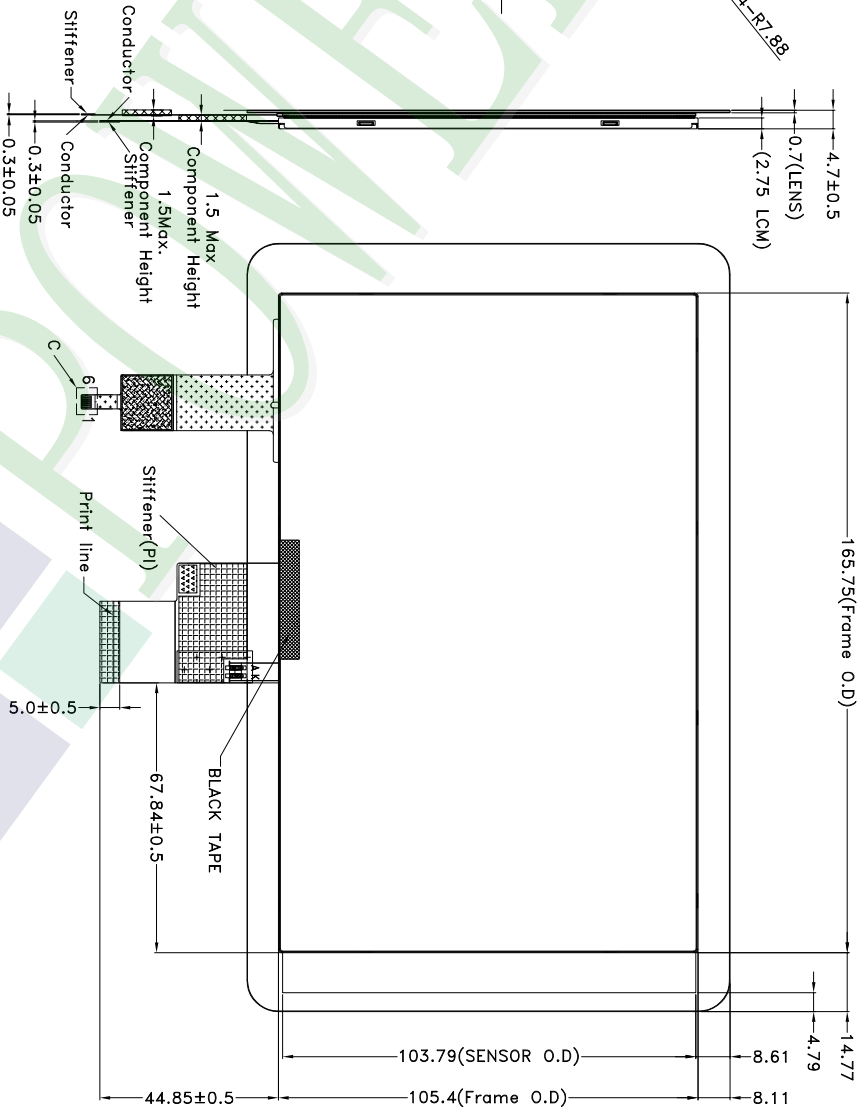 4-R7.88
4.7±0.5
0.7(LENS)
(2.75 LCM)
Conductor
Stiffener
1.5 Max
Component Height
1.5Max.
Component Height
Stiffener
Conductor
0.3±0.05
0.3±0.05
C
6
1
165.75(Frame O.D)
Stiffener(PI)
Print line
A
K
5.0±0.5
67.84±0.5
BLACK TAPE
14.77
4.79
103.79(SENSOR O.D)
8.61
44.85±0.5
105.4(Frame O.D)
8.11
POWE